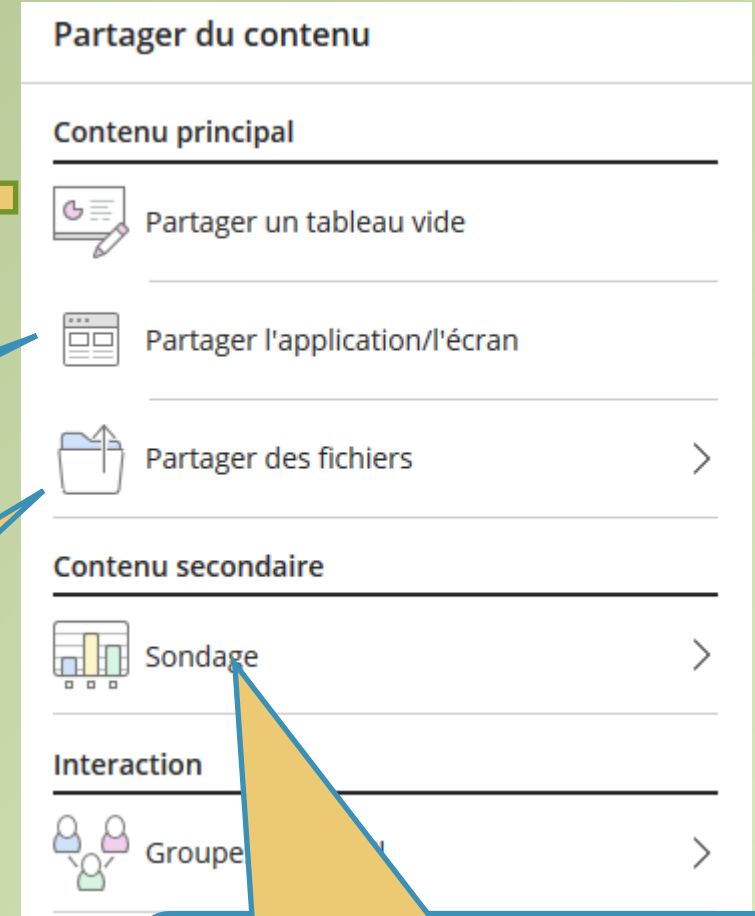 Partager du contenu
Contenu principal
Partager un tableau vide
Partager l'application/l'écran
Partager des fichiers
Contenu secondaire
Sondage
Interaction